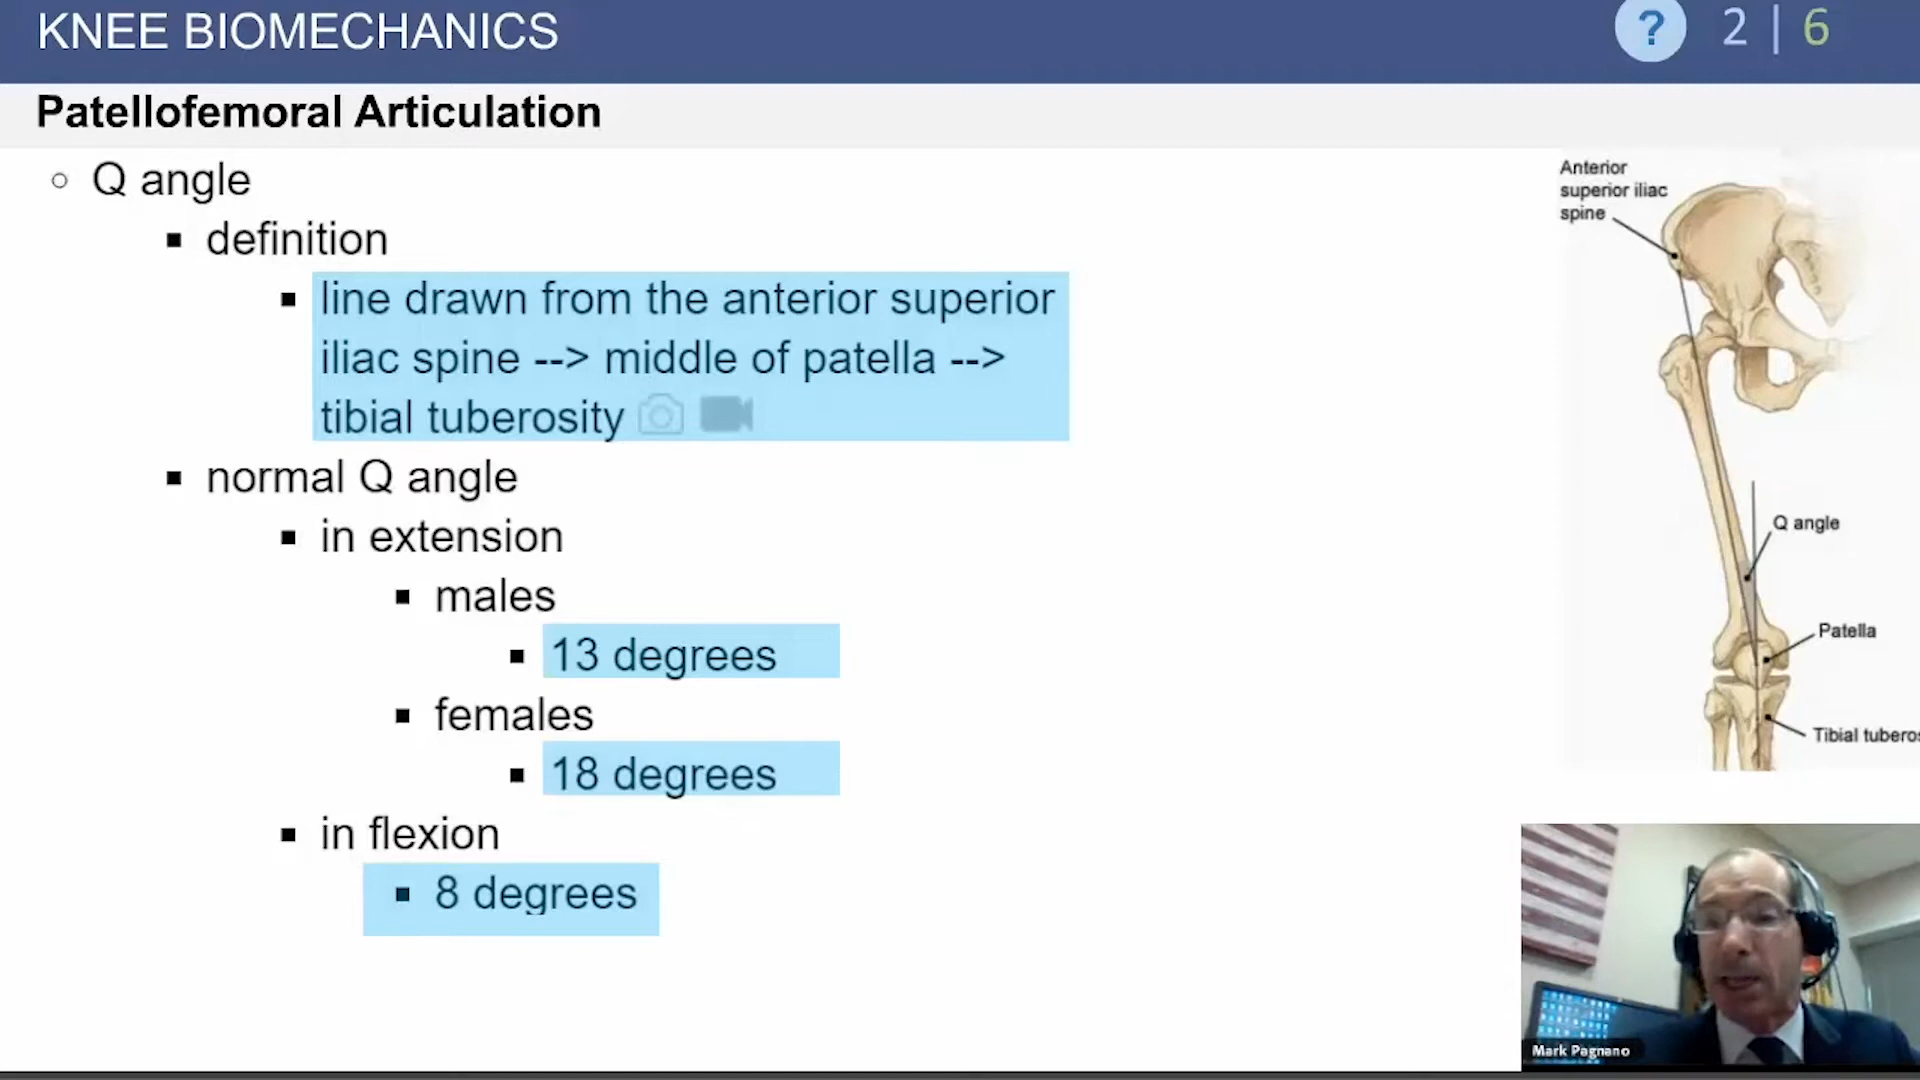 KNEE BIOMECHANICS
? 2 | 6
Patellofemoral Articulation
Q angle
definition
line drawn from the anterior superior
iliac spine --> middle of patella -->
tibial tuberosity
normal Q angle
in extension
males
13 degrees
females
18 degrees
in flexion
8 degrees
Anterior
superior iliac
spine
Q angle
Patella
Tibial tuberos
Mark Pagnano